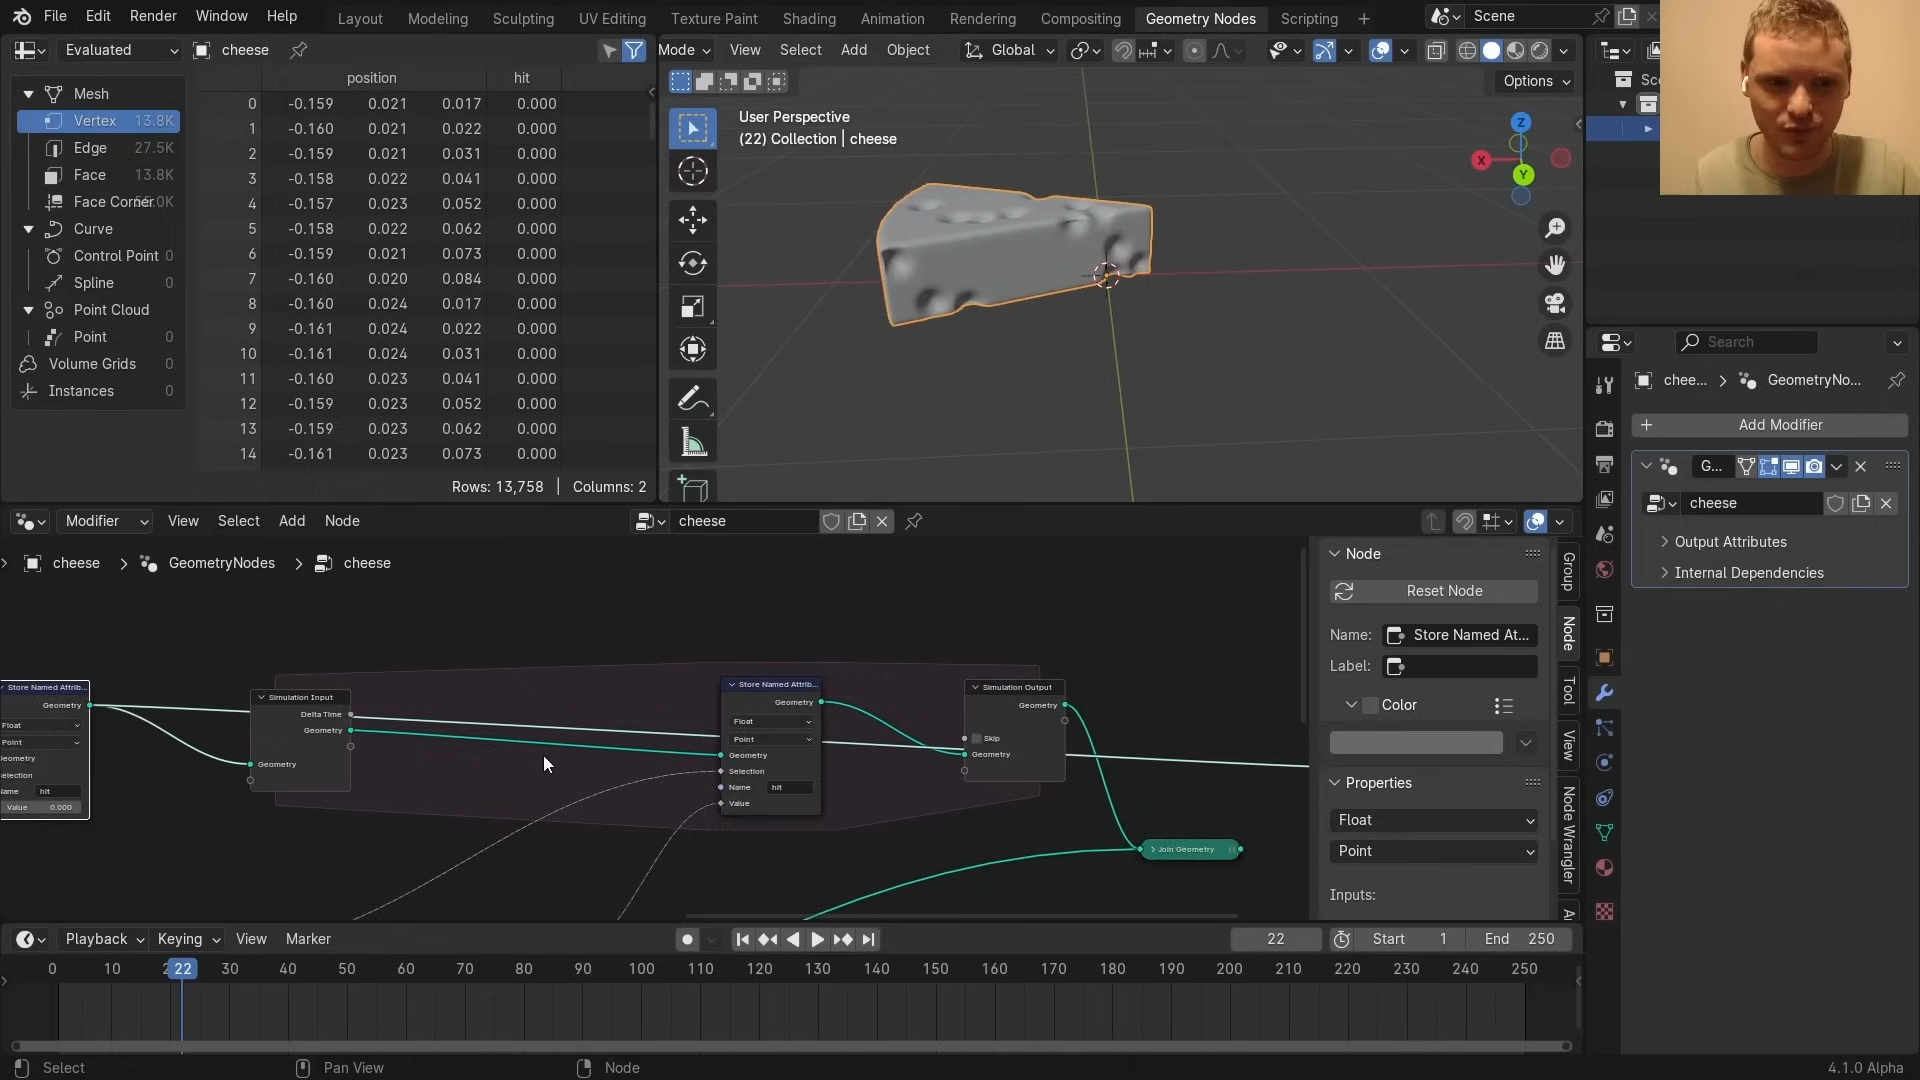 File Edit Render Window Help Layout Modeling Sculpting UV Editing Texture Paint Shading Animation Rendering Compositing Geometry Nodes Scripting Scene
Evaluated cheese
Mode View Select Add Object Global
Options
position hit
Mesh
Vertex 13.8K
Edge 27.5K
Face 13.8K
Face Corner
Curve
Control Point 0
Spline 0
Point Cloud
Point 0
Volume Grids 0
Instances 0
0 -0.159 0.021 0.017 0.000
1 -0.160 0.021 0.022 0.000
2 -0.159 0.021 0.031 0.000
3 -0.158 0.022 0.041 0.000
4 -0.157 0.023 0.052 0.000
5 -0.158 0.022 0.062 0.000
6 -0.159 0.021 0.073 0.000
7 -0.160 0.020 0.084 0.000
8 -0.160 0.024 0.017 0.000
9 -0.161 0.024 0.022 0.000
10 -0.161 0.024 0.031 0.000
11 -0.160 0.023 0.041 0.000
12 -0.159 0.023 0.052 0.000
13 -0.159 0.023 0.062 0.000
14 -0.161 0.023 0.073 0.000
Rows: 13,758 | Columns: 2
User Perspective
(22) Collection | cheese
Z
X
Y
Search
chee... GeometryNo...
Add Modifier
G...
cheese
Output Attributes
Internal Dependencies
Modifier View Select Add Node cheese
cheese GeometryNodes cheese
Store Named Attrib...
Geometry
Float
Point
hit
Value 0.000
Simulation Input
Delta Time
Geometry
Geometry
Store Named Attrib...
Geometry
Float
Point
Geometry
Selection
Name hit
Value
Simulation Output
Geometry
Skip
Geometry
Join Geometry
Node
Reset Node
Name: Store Named At...
Label:
Color
Properties
Float
Point
Inputs:
Group
Node
Tool
View
Node Wrangler
Playback Keying View Marker 22 Start 1 End 250
0 10 22 30 40 50 60 70 80 90 100 110 120 130 140 150 160 170 180 190 200 210 220 230 240 250
Select Pan View Node 4.1.0 Alpha